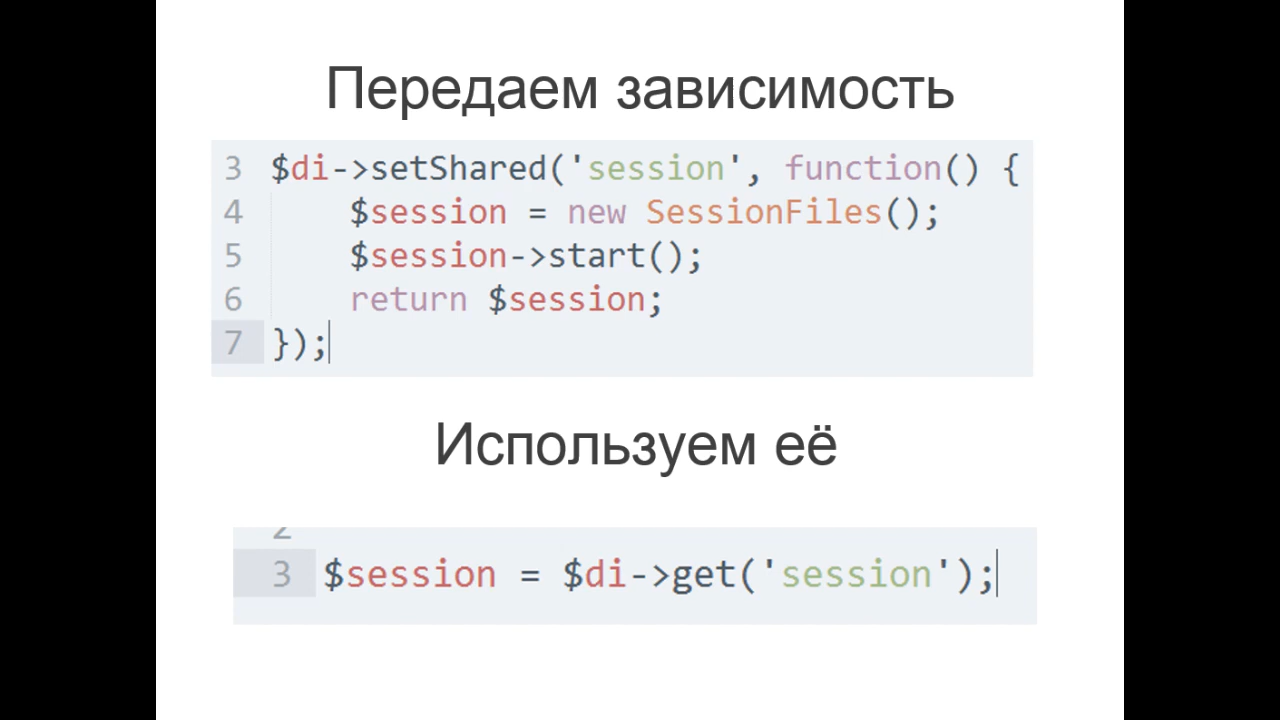 Передаем зависимость
3 $di->setShared('session', function() {
4     $session = new SessionFiles();
5     $session->start();
6     return $session;
7 });
Используем её
2
3 $session = $di->get('session');